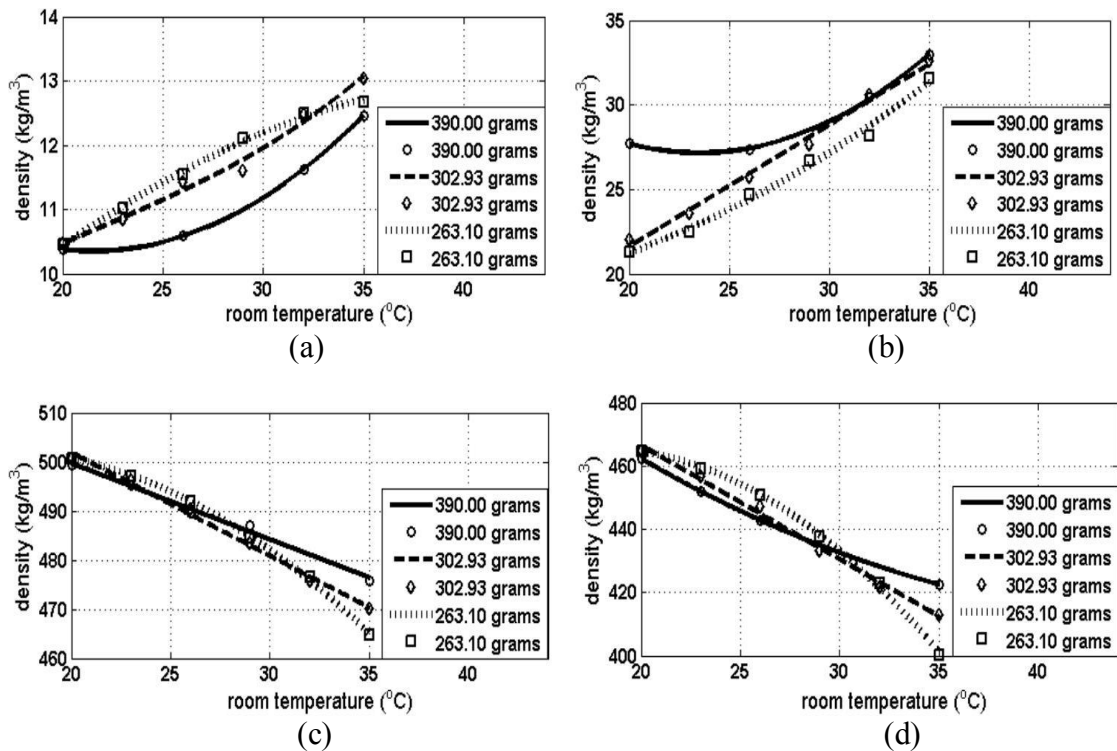 14
13
12
11
10
density (kg/m³)
20 25 30 35 40
room temperature (⁰C)
390.00 grams
390.00 grams
302.93 grams
302.93 grams
263.10 grams
263.10 grams
(a)
35
33
30
28
25
23
20
density (kg/m³)
20 25 30 35 40
room temperature (⁰C)
390.00 grams
390.00 grams
302.93 grams
302.93 grams
263.10 grams
263.10 grams
(b)
510
500
490
480
470
460
density (kg/m³)
20 25 30 35 40
room temperature (⁰C)
390.00 grams
390.00 grams
302.93 grams
302.93 grams
263.10 grams
263.10 grams
(c)
480
460
440
420
400
density (kg/m³)
20 25 30 35 40
room temperature (⁰C)
390.00 grams
390.00 grams
302.93 grams
302.93 grams
263.10 grams
263.10 grams
(d)